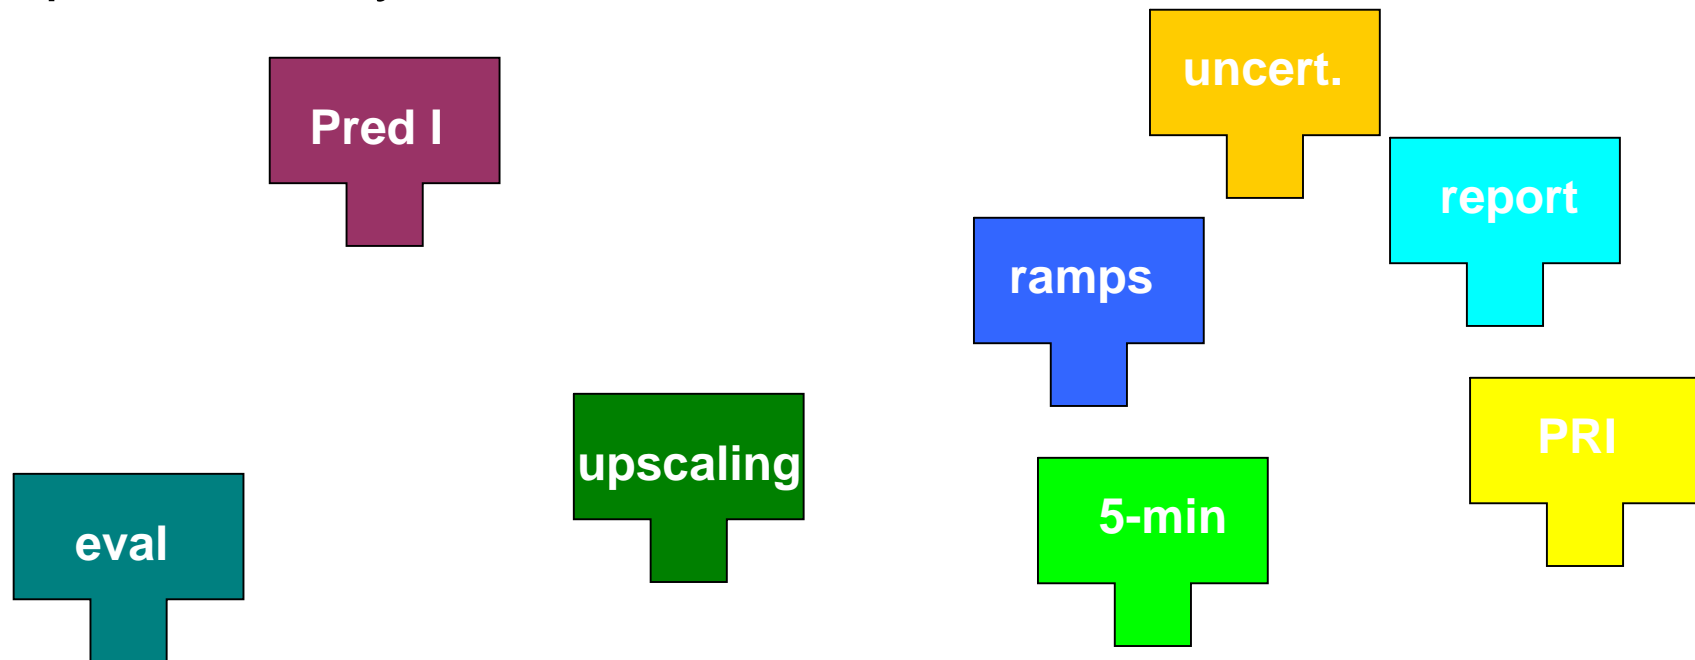 uncert.
Pred I
report
ramps
PRI
upscaling
5-min
eval